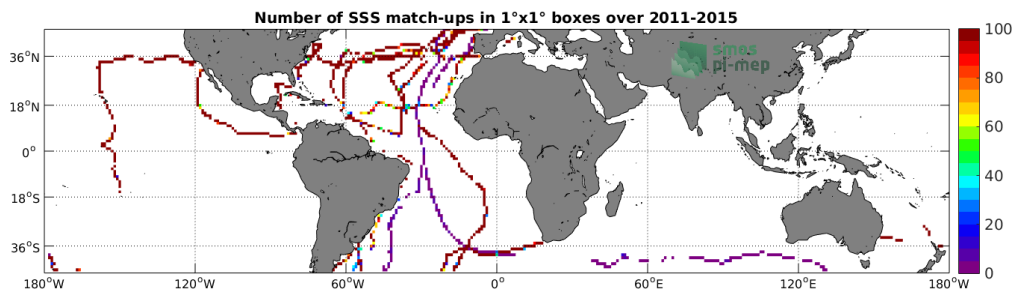 Number of SSS match-ups in 1°x1° boxes over 2011-2015
smos
pi-mep
36°N
18°N
0°
18°S
36°S
180°W 120°W 60°W 0° 60°E 120°E 180°E
100
80
60
40
20
0